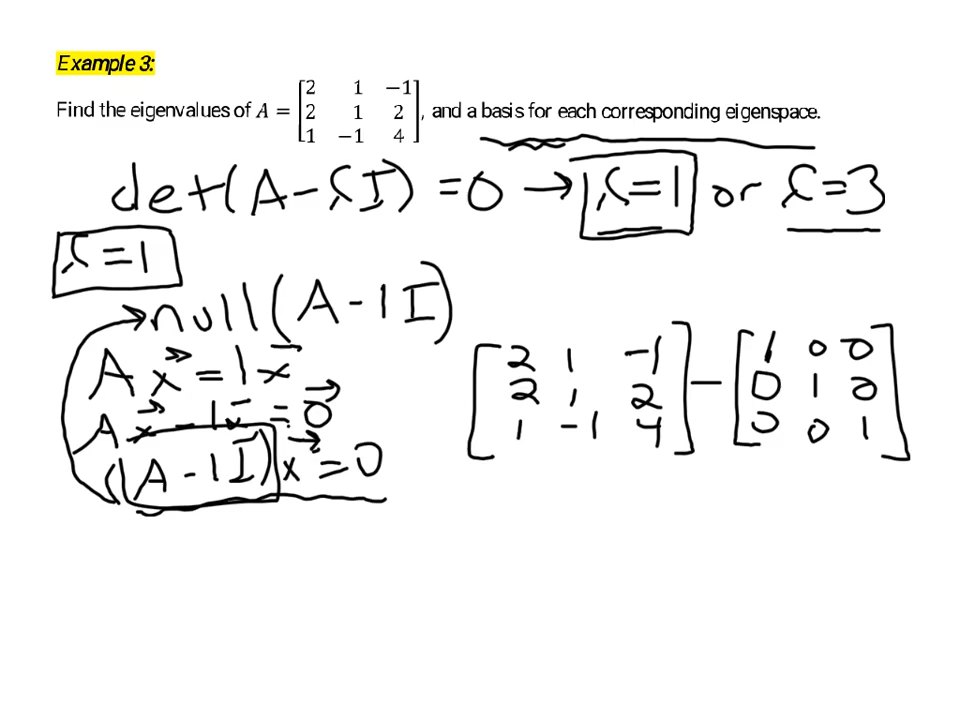 Example 3:
Find the eigenvalues of A = [2 1 −1
2 1 2
1 −1 4], and a basis for each corresponding eigenspace.
det(A-λI) = 0 → λ=1 or λ=3
λ=1
→ null(A-1I)
Ax⃗ = 1x⃗
Ax⃗ - 1x⃗ = 0⃗
(A-1I)x⃗ = 0
[2 1 -1] - [1 0 0]
[2 1 2] [0 1 0]
[1 -1 4] [0 0 1]